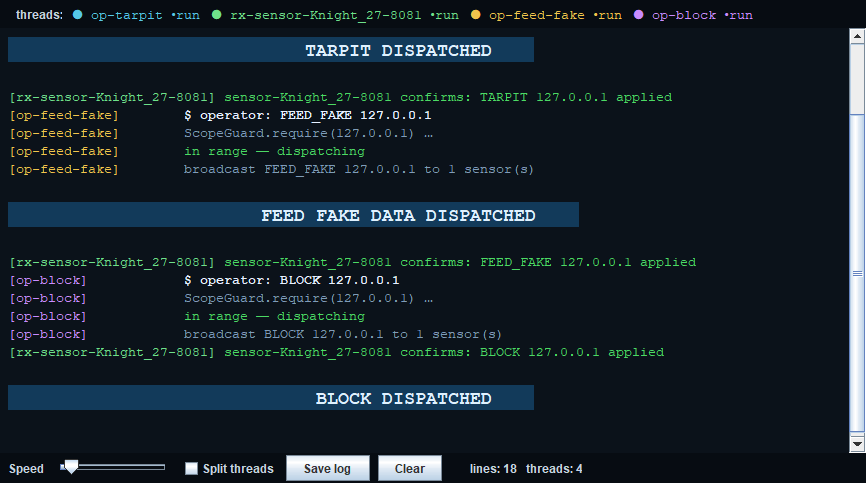 threads: op-tarpit •run rx-sensor-Knight_27-8081 •run op-feed-fake •run op-block •run
TARPIT DISPATCHED
[rx-sensor-Knight_27-8081] sensor-Knight_27-8081 confirms: TARPIT 127.0.0.1 applied
[op-feed-fake] $ operator: FEED_FAKE 127.0.0.1
[op-feed-fake] ScopeGuard.require(127.0.0.1) …
[op-feed-fake] in range — dispatching
[op-feed-fake] broadcast FEED_FAKE 127.0.0.1 to 1 sensor(s)
FEED FAKE DATA DISPATCHED
[rx-sensor-Knight_27-8081] sensor-Knight_27-8081 confirms: FEED_FAKE 127.0.0.1 applied
[op-block] $ operator: BLOCK 127.0.0.1
[op-block] ScopeGuard.require(127.0.0.1) …
[op-block] in range — dispatching
[op-block] broadcast BLOCK 127.0.0.1 to 1 sensor(s)
[rx-sensor-Knight_27-8081] sensor-Knight_27-8081 confirms: BLOCK 127.0.0.1 applied
BLOCK DISPATCHED
Speed Split threads Save log Clear lines: 18 threads: 4